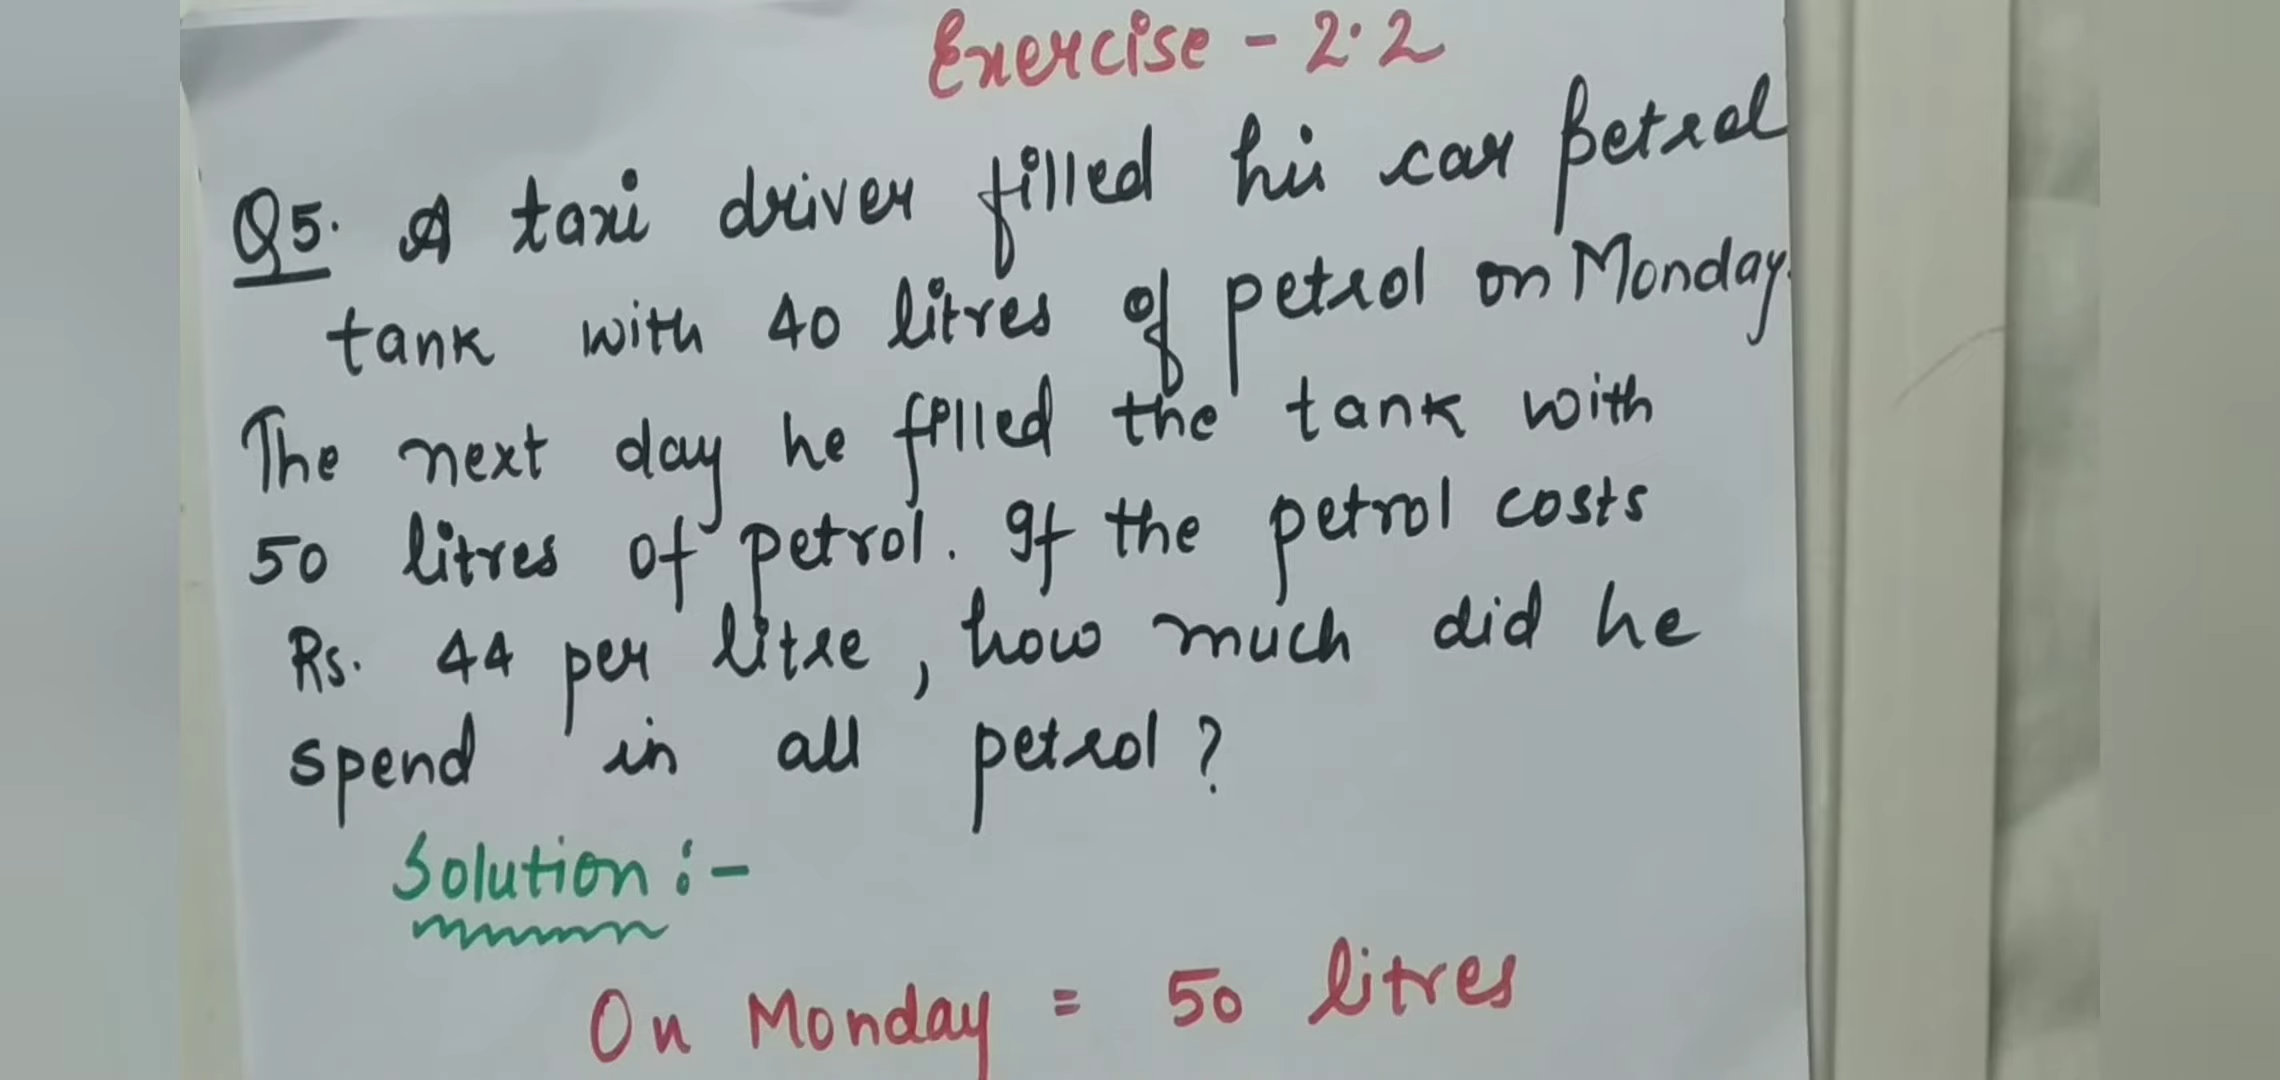 Exercise - 2.2
Q5. A taxi driver filled his car petrol
tank with 40 litres of petrol on Monday.
The next day he filled the tank with
50 litres of petrol. If the petrol costs
Rs. 44 per litre, how much did he
spend in all petrol?
Solution :-
On Monday = 50 litres